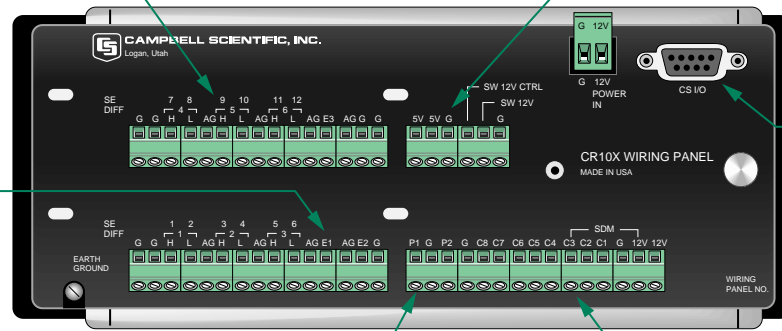 CAMPBELL SCIENTIFIC, INC.
Logan, Utah
G 12V
G 12V
POWER
IN
CS I/O
SW 12V CTRL
SW 12V
SE 7 8 9 10 11 12
DIFF 4 5 6
G G H L AG H L AG H L AG E3 AG G G
5V 5V G G
CR10X WIRING PANEL
MADE IN USA
SE 1 2 3 4 5 6
DIFF 1 2 3
G G H L AG H L AG H L AG E1 AG E2 G
SDM
P1 G P2 G C8 C7 C6 C5 C4 C3 C2 C1 G 12V 12V
EARTH
GROUND
WIRING
PANEL NO.